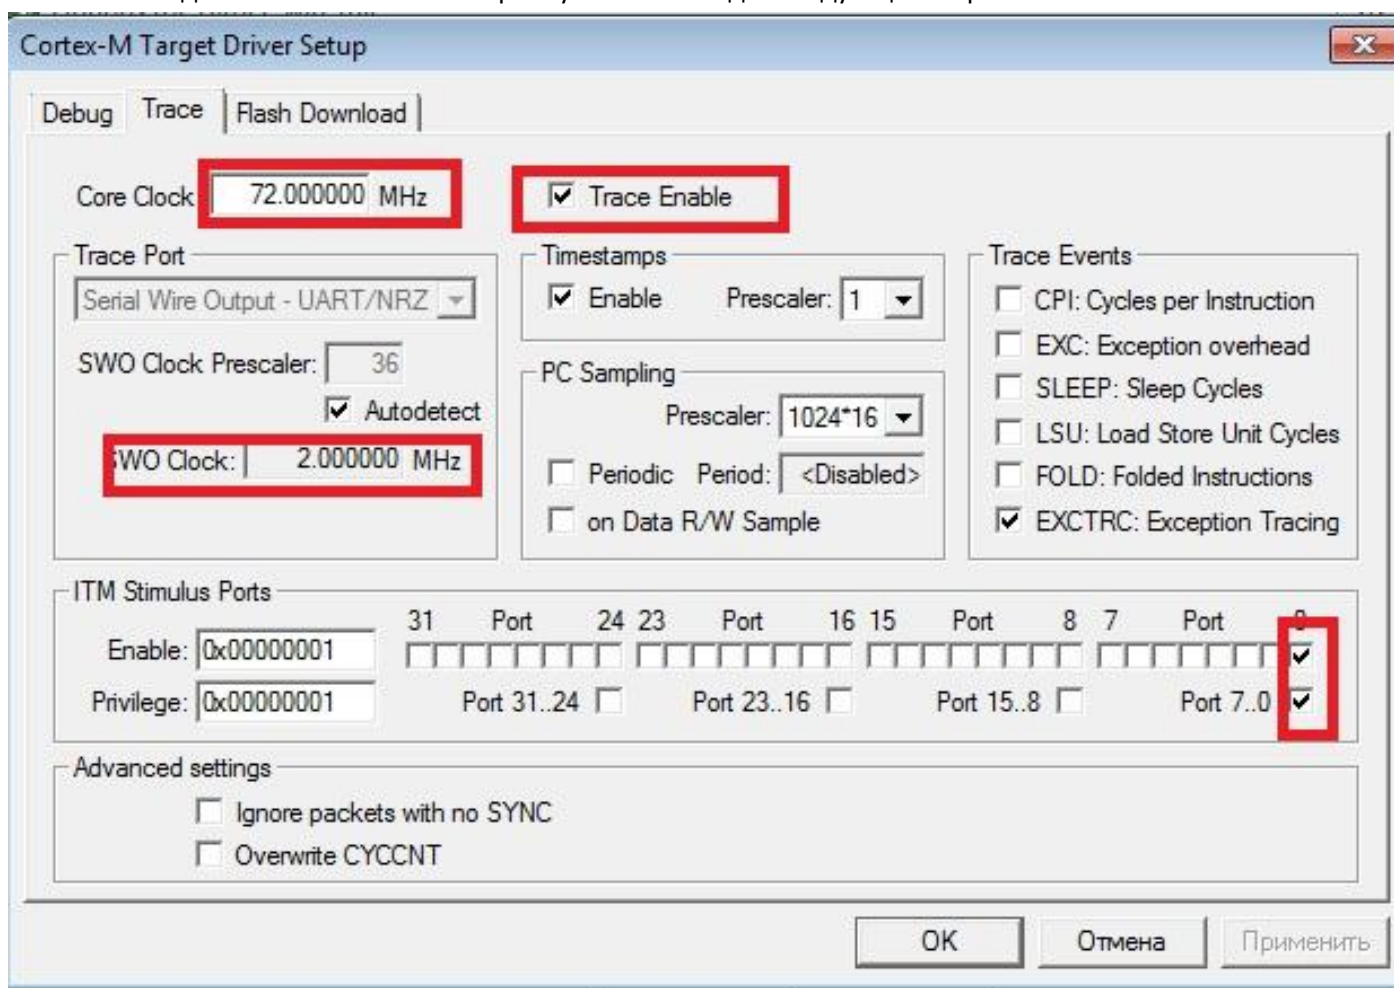 Cortex-M Target Driver Setup
Debug Trace Flash Download
Core Clock 72.000000 MHz Trace Enable
Trace Port
Serial Wire Output - UART/NRZ
SWO Clock Prescaler: 36
Autodetect
SWO Clock: 2.000000 MHz
Timestamps
Enable Prescaler: 1
PC Sampling
Prescaler: 1024*16
Periodic Period: <Disabled>
on Data R/W Sample
Trace Events
CPI: Cycles per Instruction
EXC: Exception overhead
SLEEP: Sleep Cycles
LSU: Load Store Unit Cycles
FOLD: Folded Instructions
EXCTRC: Exception Tracing
ITM Stimulus Ports
31 Port 24 23 Port 16 15 Port 8 7 Port 0
Enable: 0x00000001
Privilege: 0x00000001 Port 31..24 Port 23..16 Port 15..8 Port 7..0
Advanced settings
Ignore packets with no SYNC
Overwrite CYCCNT
OK Отмена Применить